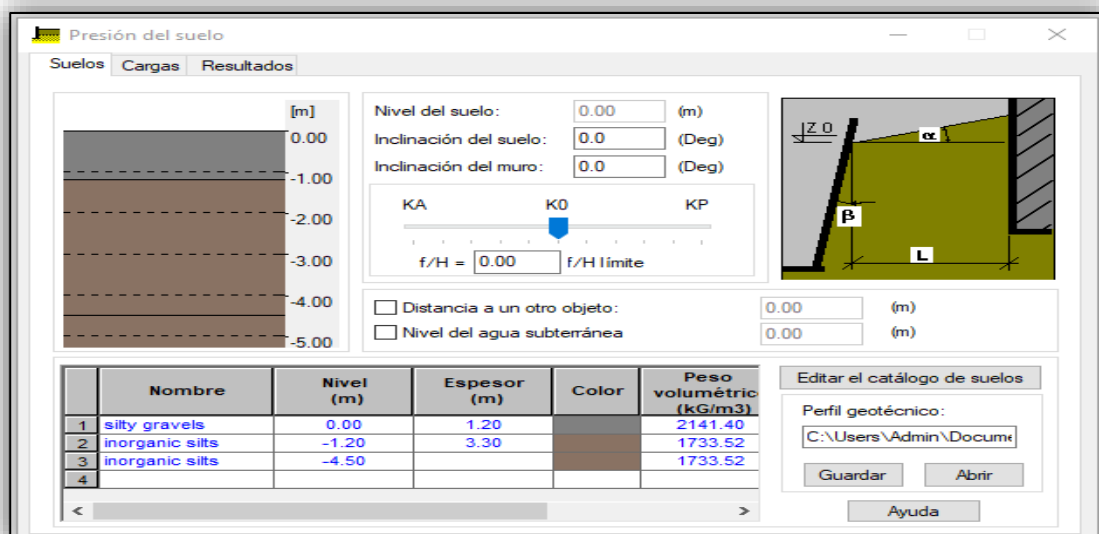 Presión del suelo
Suelos Cargas Resultados
[m]
0.00
-1.00
-2.00
-3.00
-4.00
-5.00
Nivel del suelo: 0.00 (m)
Inclinación del suelo: 0.0 (Deg)
Inclinación del muro: 0.0 (Deg)
KA K0 KP
f/H = 0.00 f/H límite
Z 0 α
β
L
Distancia a un otro objeto: 0.00 (m)
Nivel del agua subterránea 0.00 (m)
Nombre Nivel (m) Espesor (m) Color Peso volumétric (kG/m3)
1 silty gravels 0.00 1.20 2141.40
2 inorganic silts -1.20 3.30 1733.52
3 inorganic silts -4.50 1733.52
4
Editar el catálogo de suelos
Perfil geotécnico:
C:\Users\Admin\Docume
Guardar Abrir
Ayuda